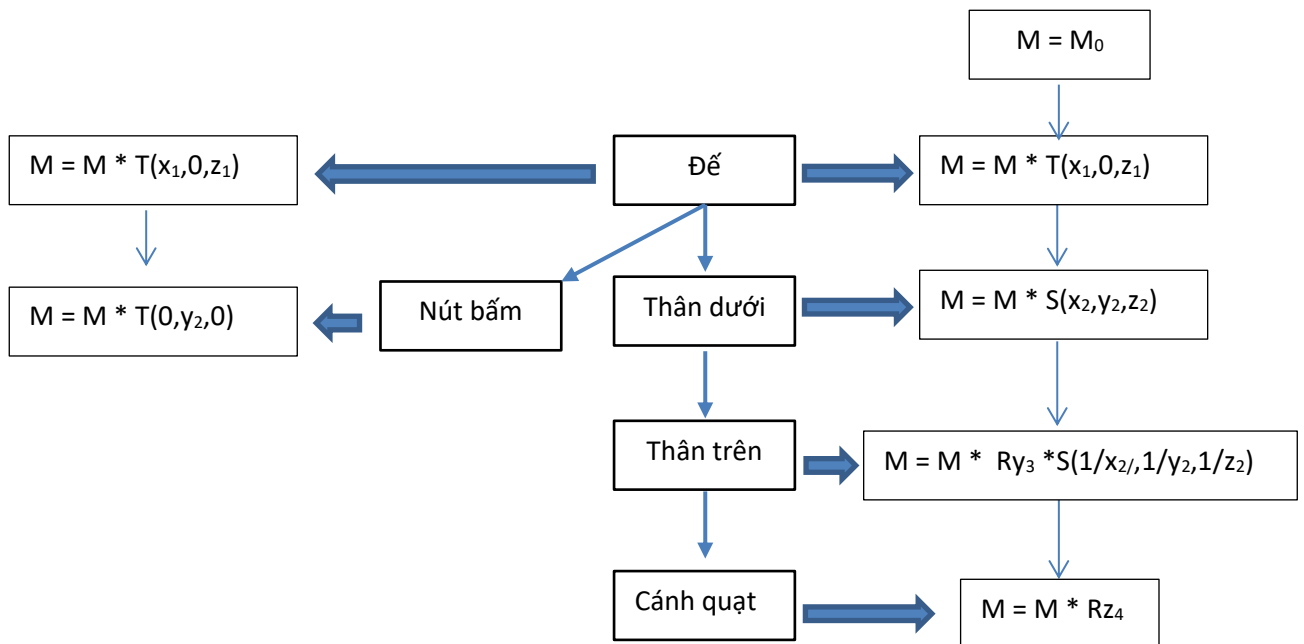 M = M₀
M = M * T(x₁,0,z₁)
Đế
M = M * T(x₁,0,z₁)
M = M * T(0,y₂,0)
Nút bấm
Thân dưới
M = M * S(x₂,y₂,z₂)
Thân trên
M = M * Ry₃ *S(1/x₂/,1/y₂,1/z₂)
Cánh quạt
M = M * Rz₄